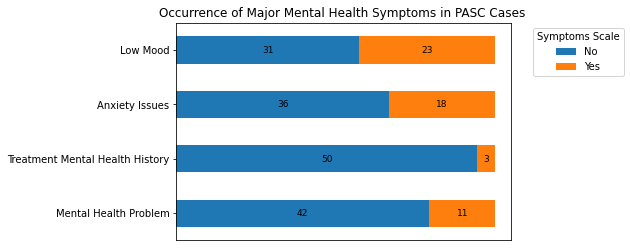 Occurrence of Major Mental Health Symptoms in PASC Cases
Symptoms Scale
No
Yes
Low Mood
31 23
Anxiety Issues
36 18
Treatment Mental Health History
50 3
Mental Health Problem
42 11